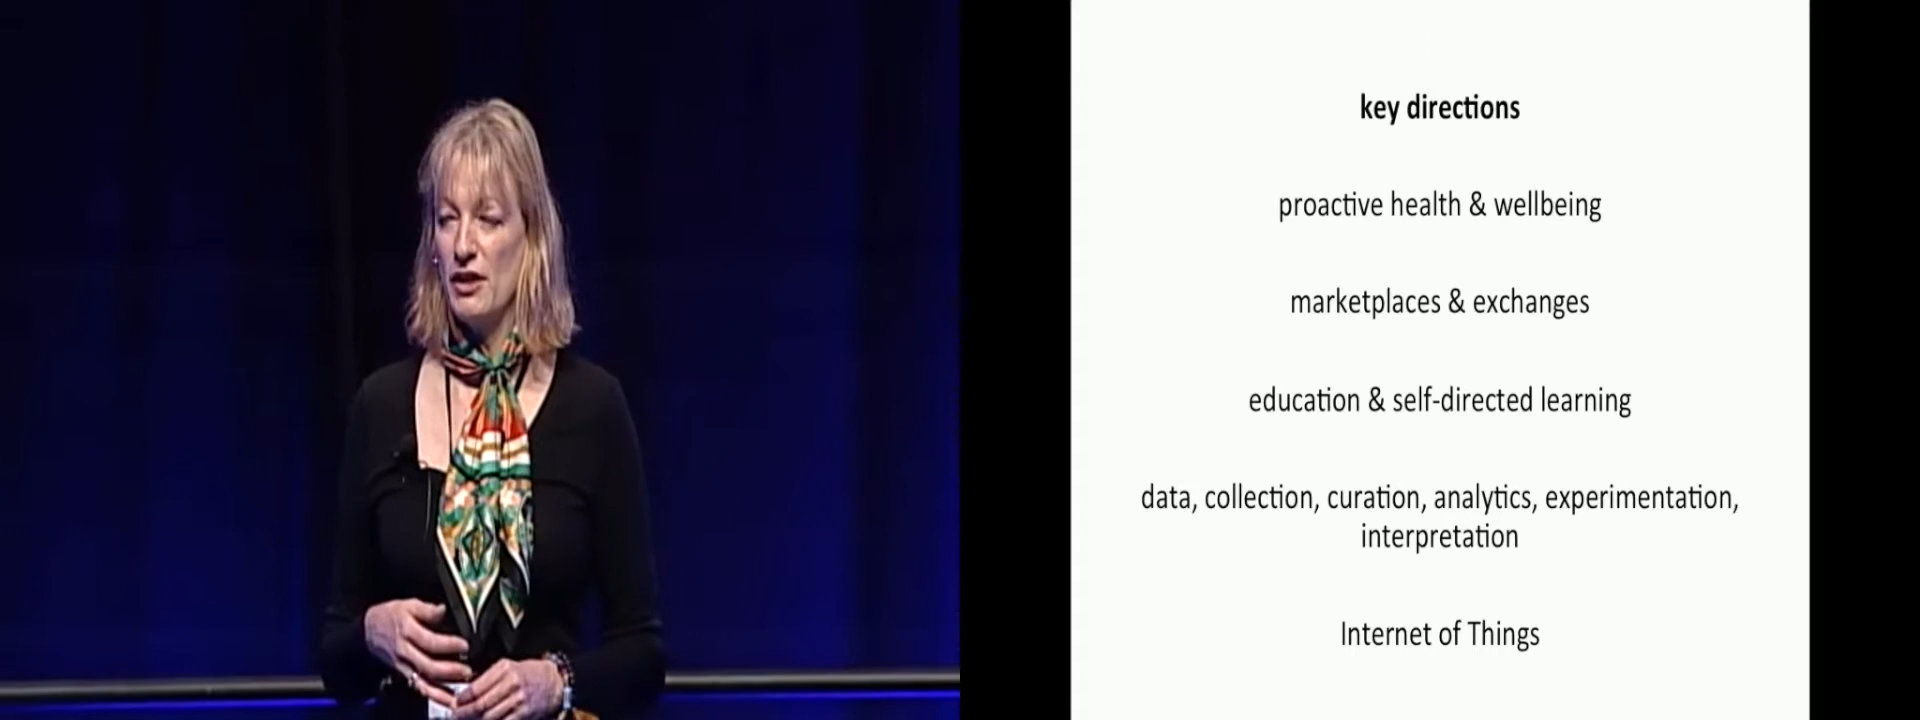 key directions
proactive health & wellbeing
marketplaces & exchanges
education & self-directed learning
data, collection, curation, analytics, experimentation,
interpretation
Internet of Things